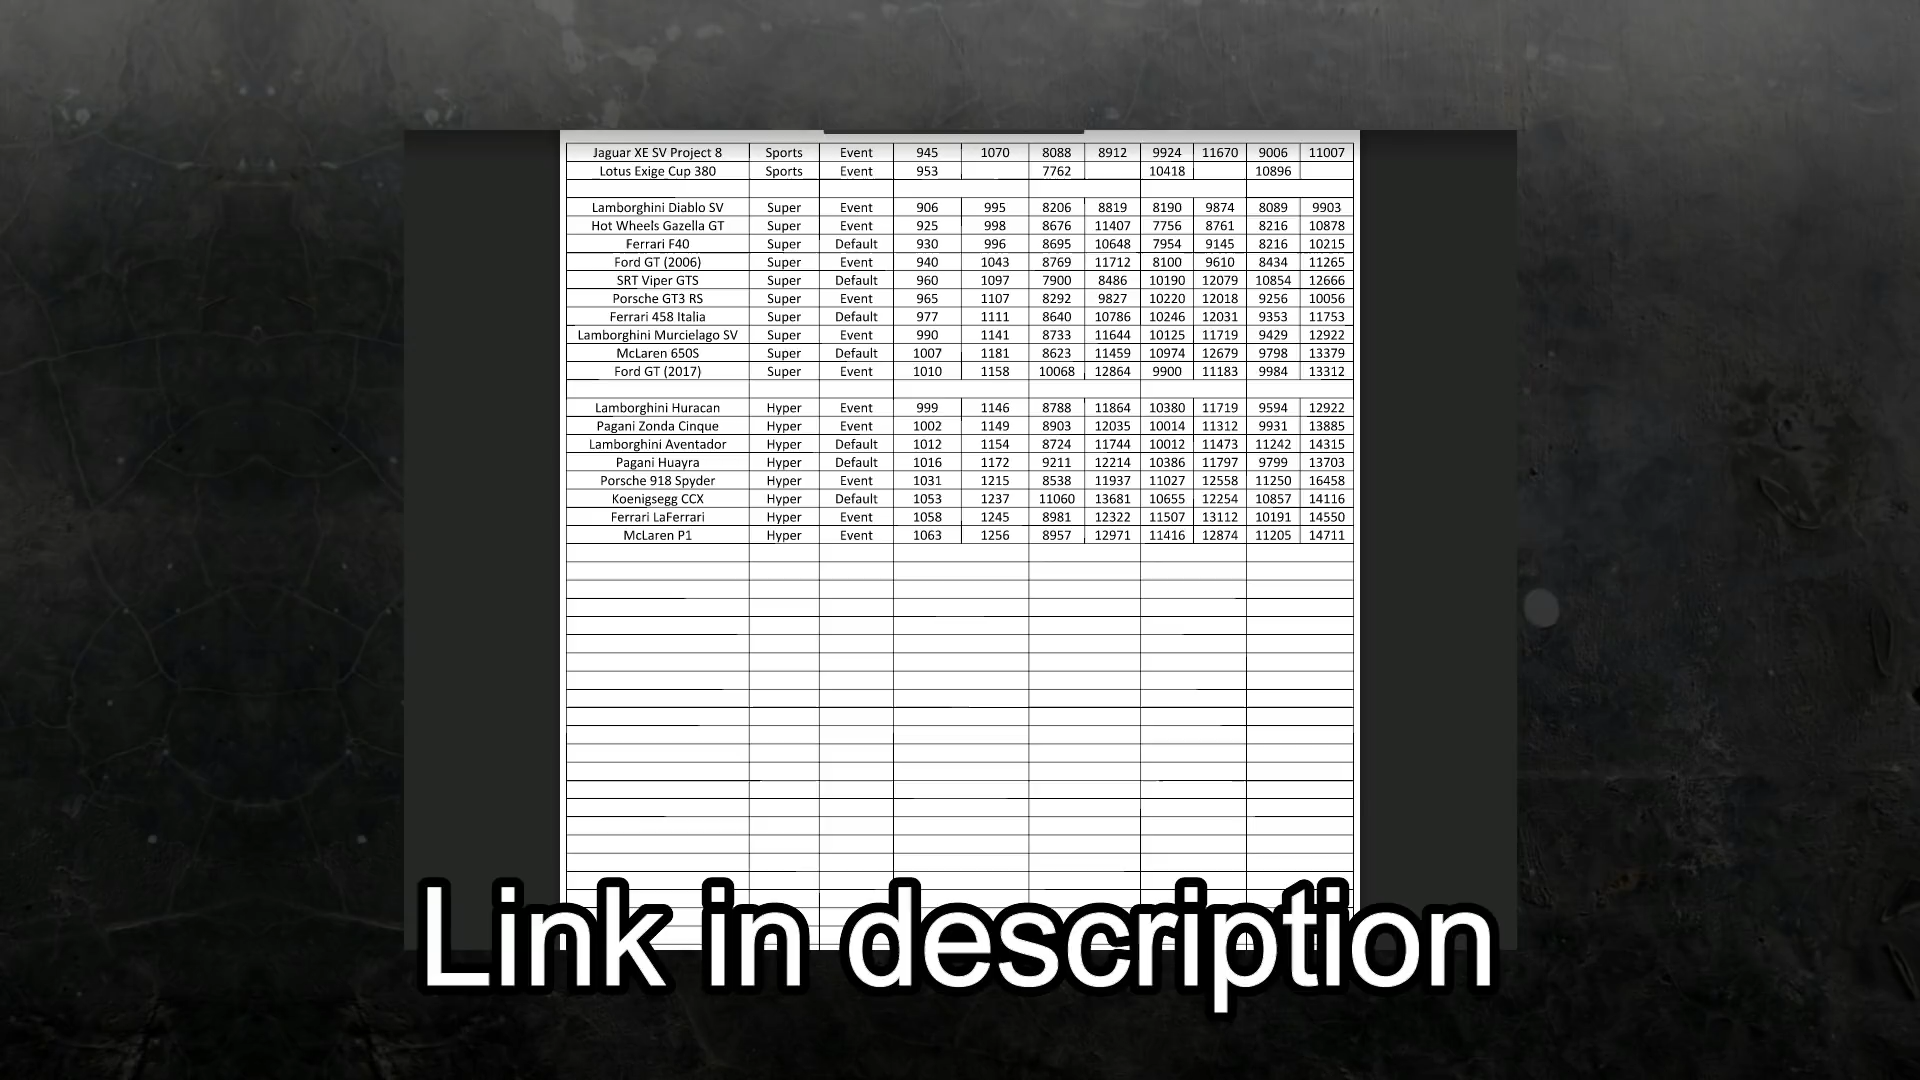 Jaguar XE SV Project 8 Sports Event 945 1070 8088 8912 9924 11670 9006 11007
Lotus Exige Cup 380 Sports Event 953 7762 10418 10896
Lamborghini Diablo SV Super Event 906 995 8206 8819 8190 9874 8089 9903
Hot Wheels Gazella GT Super Event 925 998 8676 11407 7756 8761 8216 10878
Ferrari F40 Super Default 930 996 8695 10648 7954 9145 8216 10215
Ford GT (2006) Super Event 940 1043 8769 11712 8100 9610 8434 11265
SRT Viper GTS Super Default 960 1097 7900 8486 10190 12079 10854 12666
Porsche GT3 RS Super Event 965 1107 8292 9827 10220 12018 9256 10056
Ferrari 458 Italia Super Default 977 1111 8640 10786 10246 12031 9353 11753
Lamborghini Murcielago SV Super Event 990 1141 8733 11644 10125 11719 9429 12922
McLaren 650S Super Default 1007 1181 8623 11459 10974 12679 9798 13379
Ford GT (2017) Super Event 1010 1158 10068 12864 9900 11183 9984 13312
Lamborghini Huracan Hyper Event 999 1146 8788 11864 10380 11719 9594 12922
Pagani Zonda Cinque Hyper Event 1002 1149 8903 12035 10014 11312 9931 13885
Lamborghini Aventador Hyper Default 1012 1154 8724 11744 10012 11473 11242 14315
Pagani Huayra Hyper Default 1016 1172 9211 12214 10386 11797 9799 13703
Porsche 918 Spyder Hyper Event 1031 1215 8538 11937 11027 12558 11250 16458
Koenigsegg CCX Hyper Default 1053 1237 11060 13681 10655 12254 10857 14116
Ferrari LaFerrari Hyper Event 1058 1245 8981 12322 11507 13112 10191 14550
McLaren P1 Hyper Event 1063 1256 8957 12971 11416 12874 11205 14711
Link in description